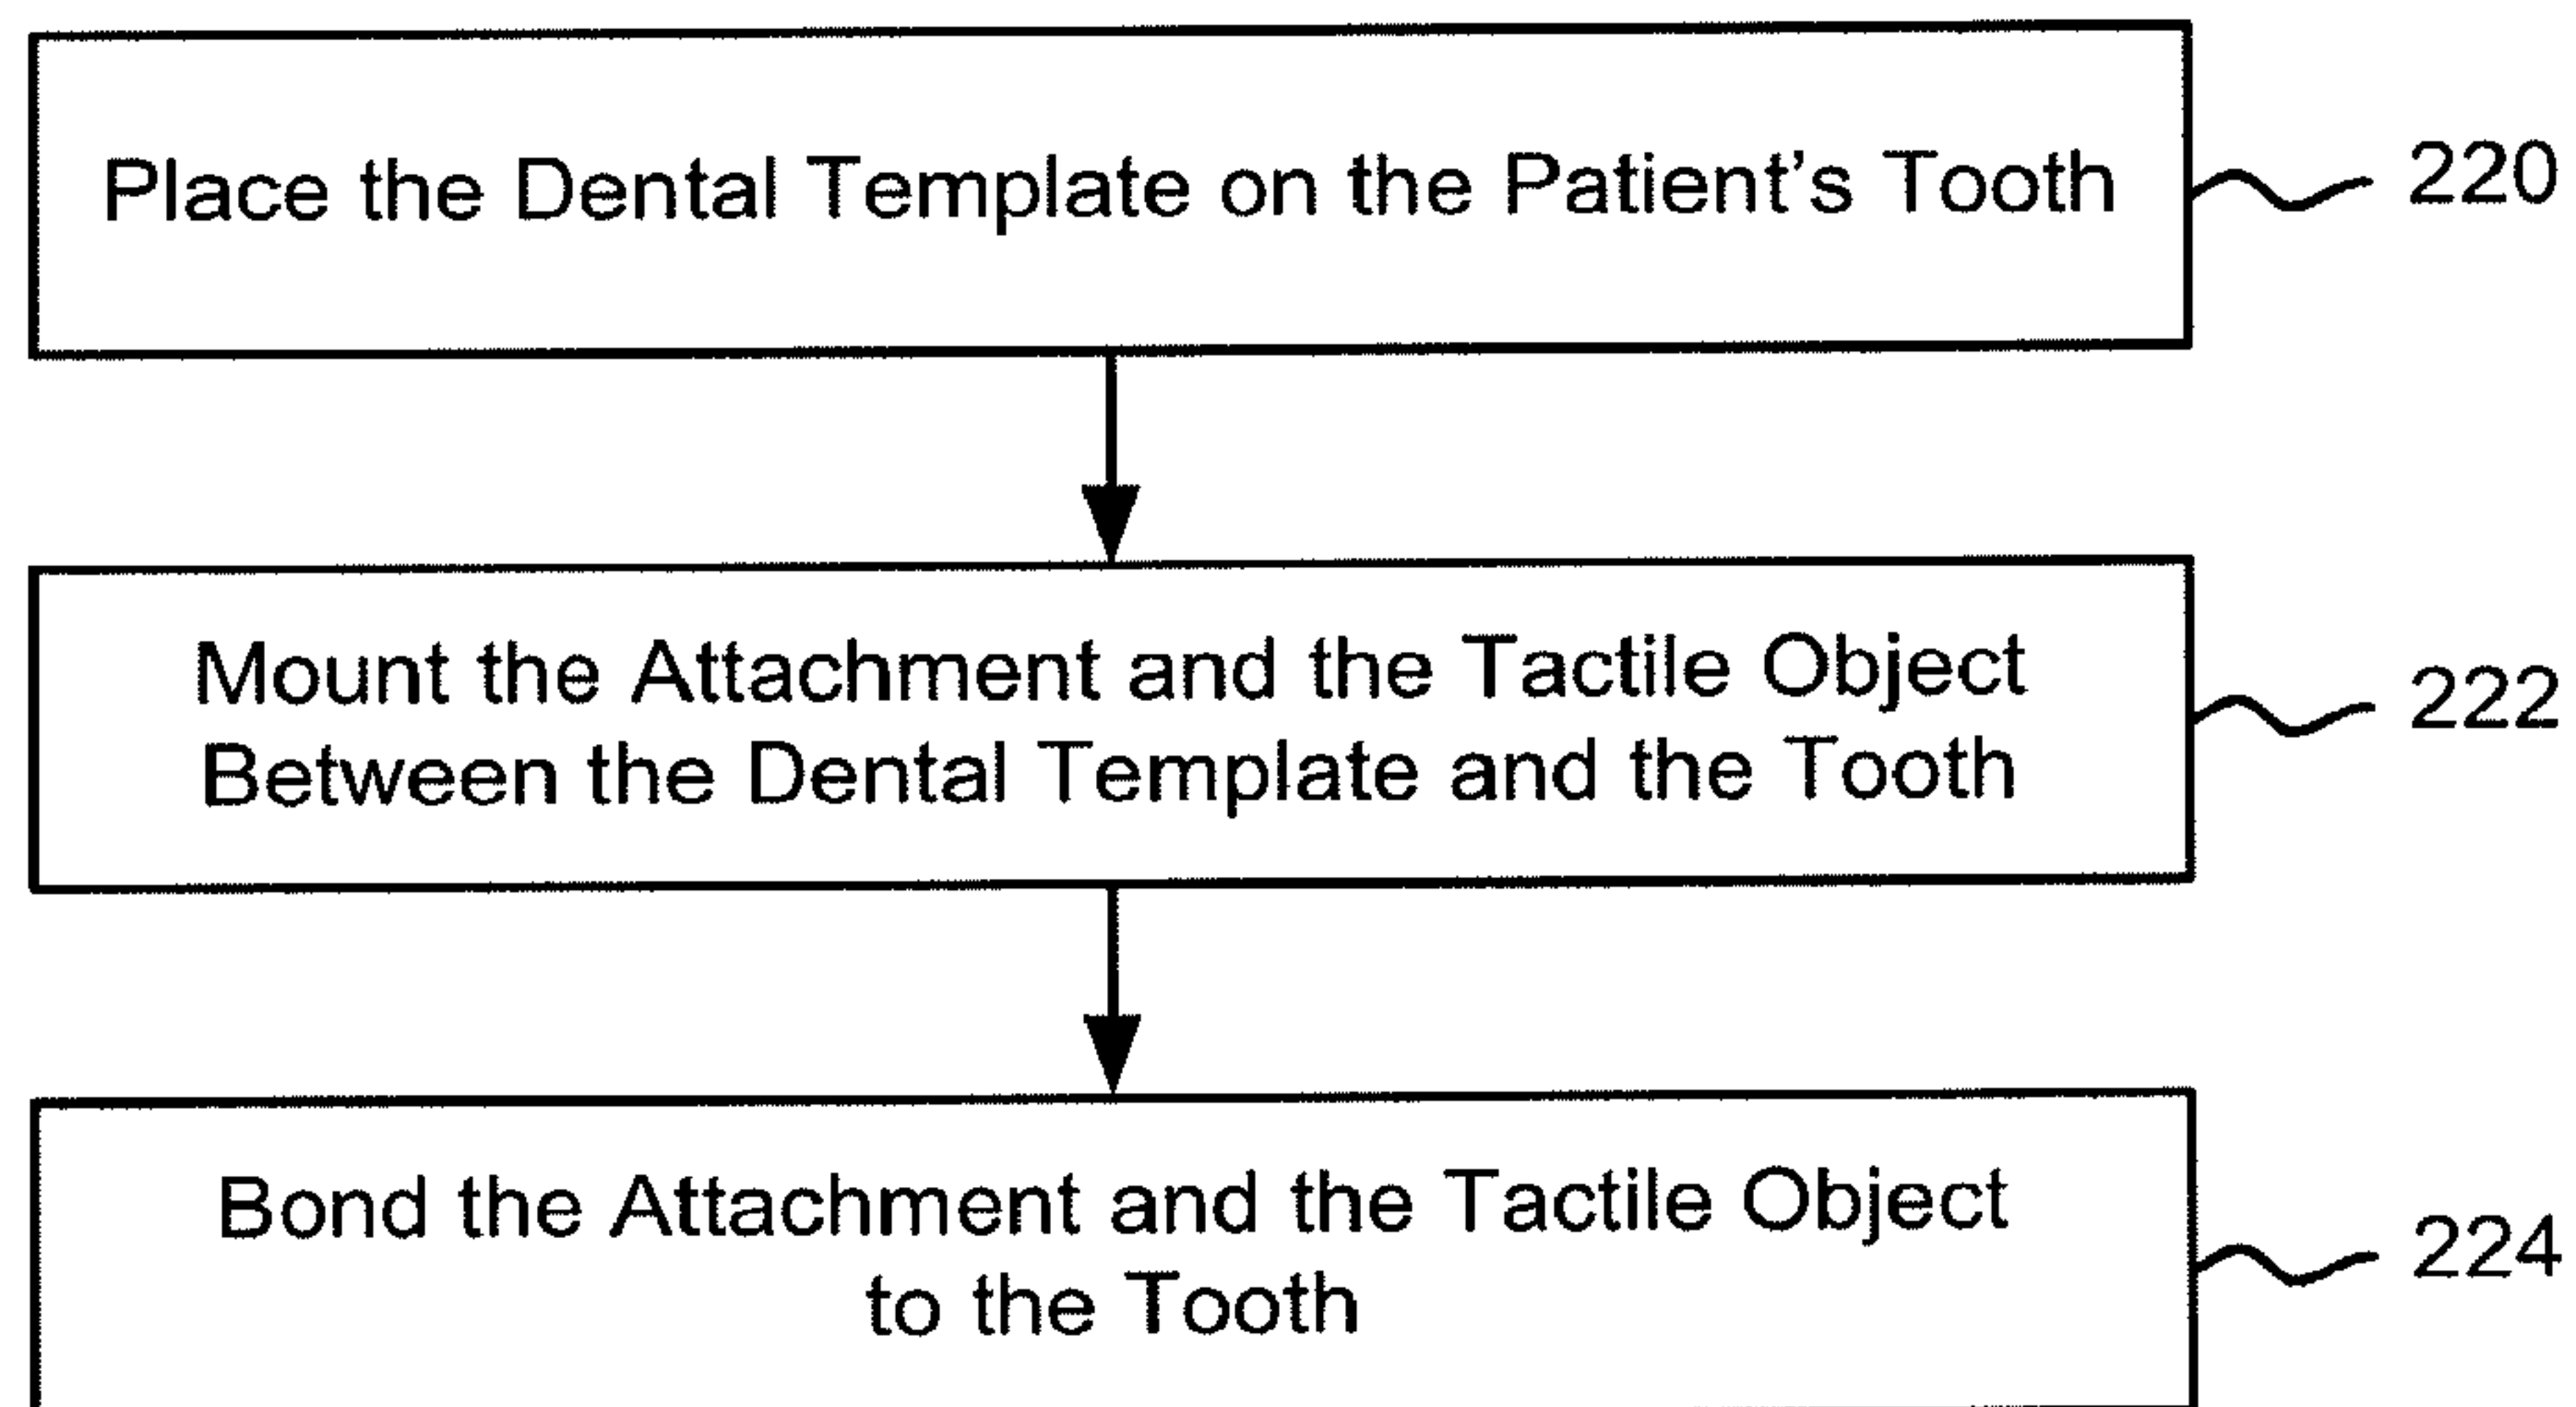 Place the Dental Template on the Patient's Tooth
220
Mount the Attachment and the Tactile Object
Between the Dental Template and the Tooth
222
Bond the Attachment and the Tactile Object
to the Tooth
224